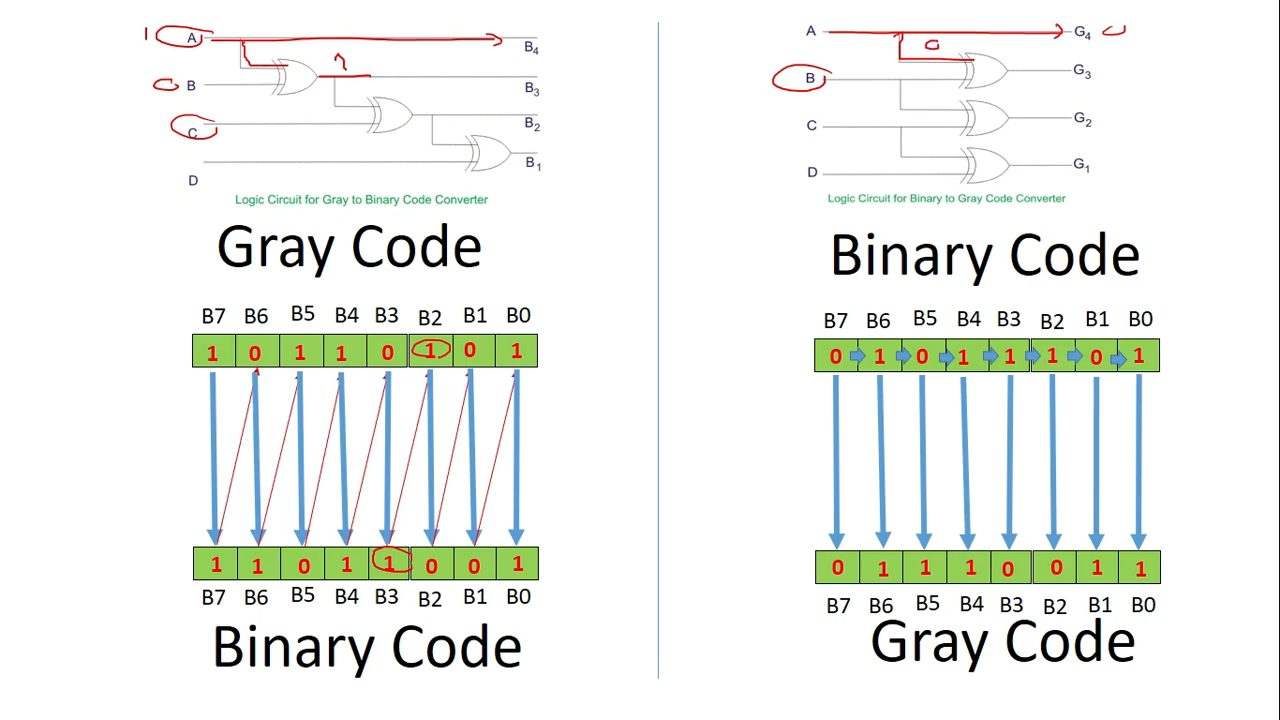 1 A B4
0 B B3
1
C B2
B1
D
Logic Circuit for Gray to Binary Code Converter
Gray Code
B7 B6 B5 B4 B3 B2 B1 B0
1 0 1 1 0 1 0 1
1 1 0 1 1 0 0 1
B7 B6 B5 B4 B3 B2 B1 B0
Binary Code
A G4 0
0
B G3
C G2
D G1
Logic Circuit for Binary to Gray Code Converter
Binary Code
B7 B6 B5 B4 B3 B2 B1 B0
0 1 0 1 1 1 0 1
0 1 1 1 0 0 1 1
B7 B6 B5 B4 B3 B2 B1 B0
Gray Code